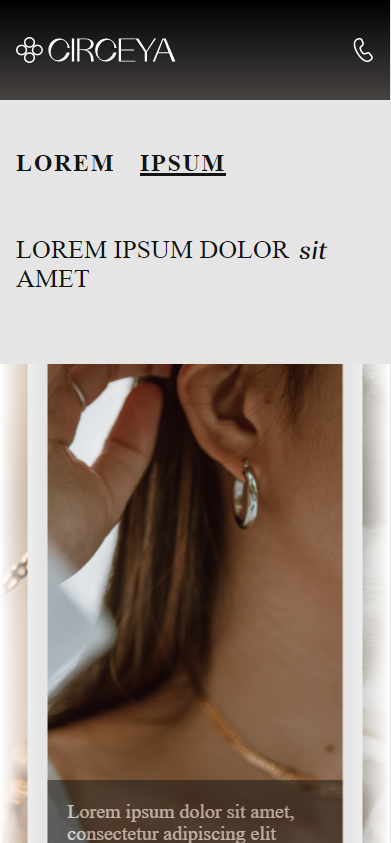 CIRCEYA
LOREM IPSUM
LOREM IPSUM DOLOR sit
AMET
Lorem ipsum dolor sit amet,
consectetur adipiscing elit